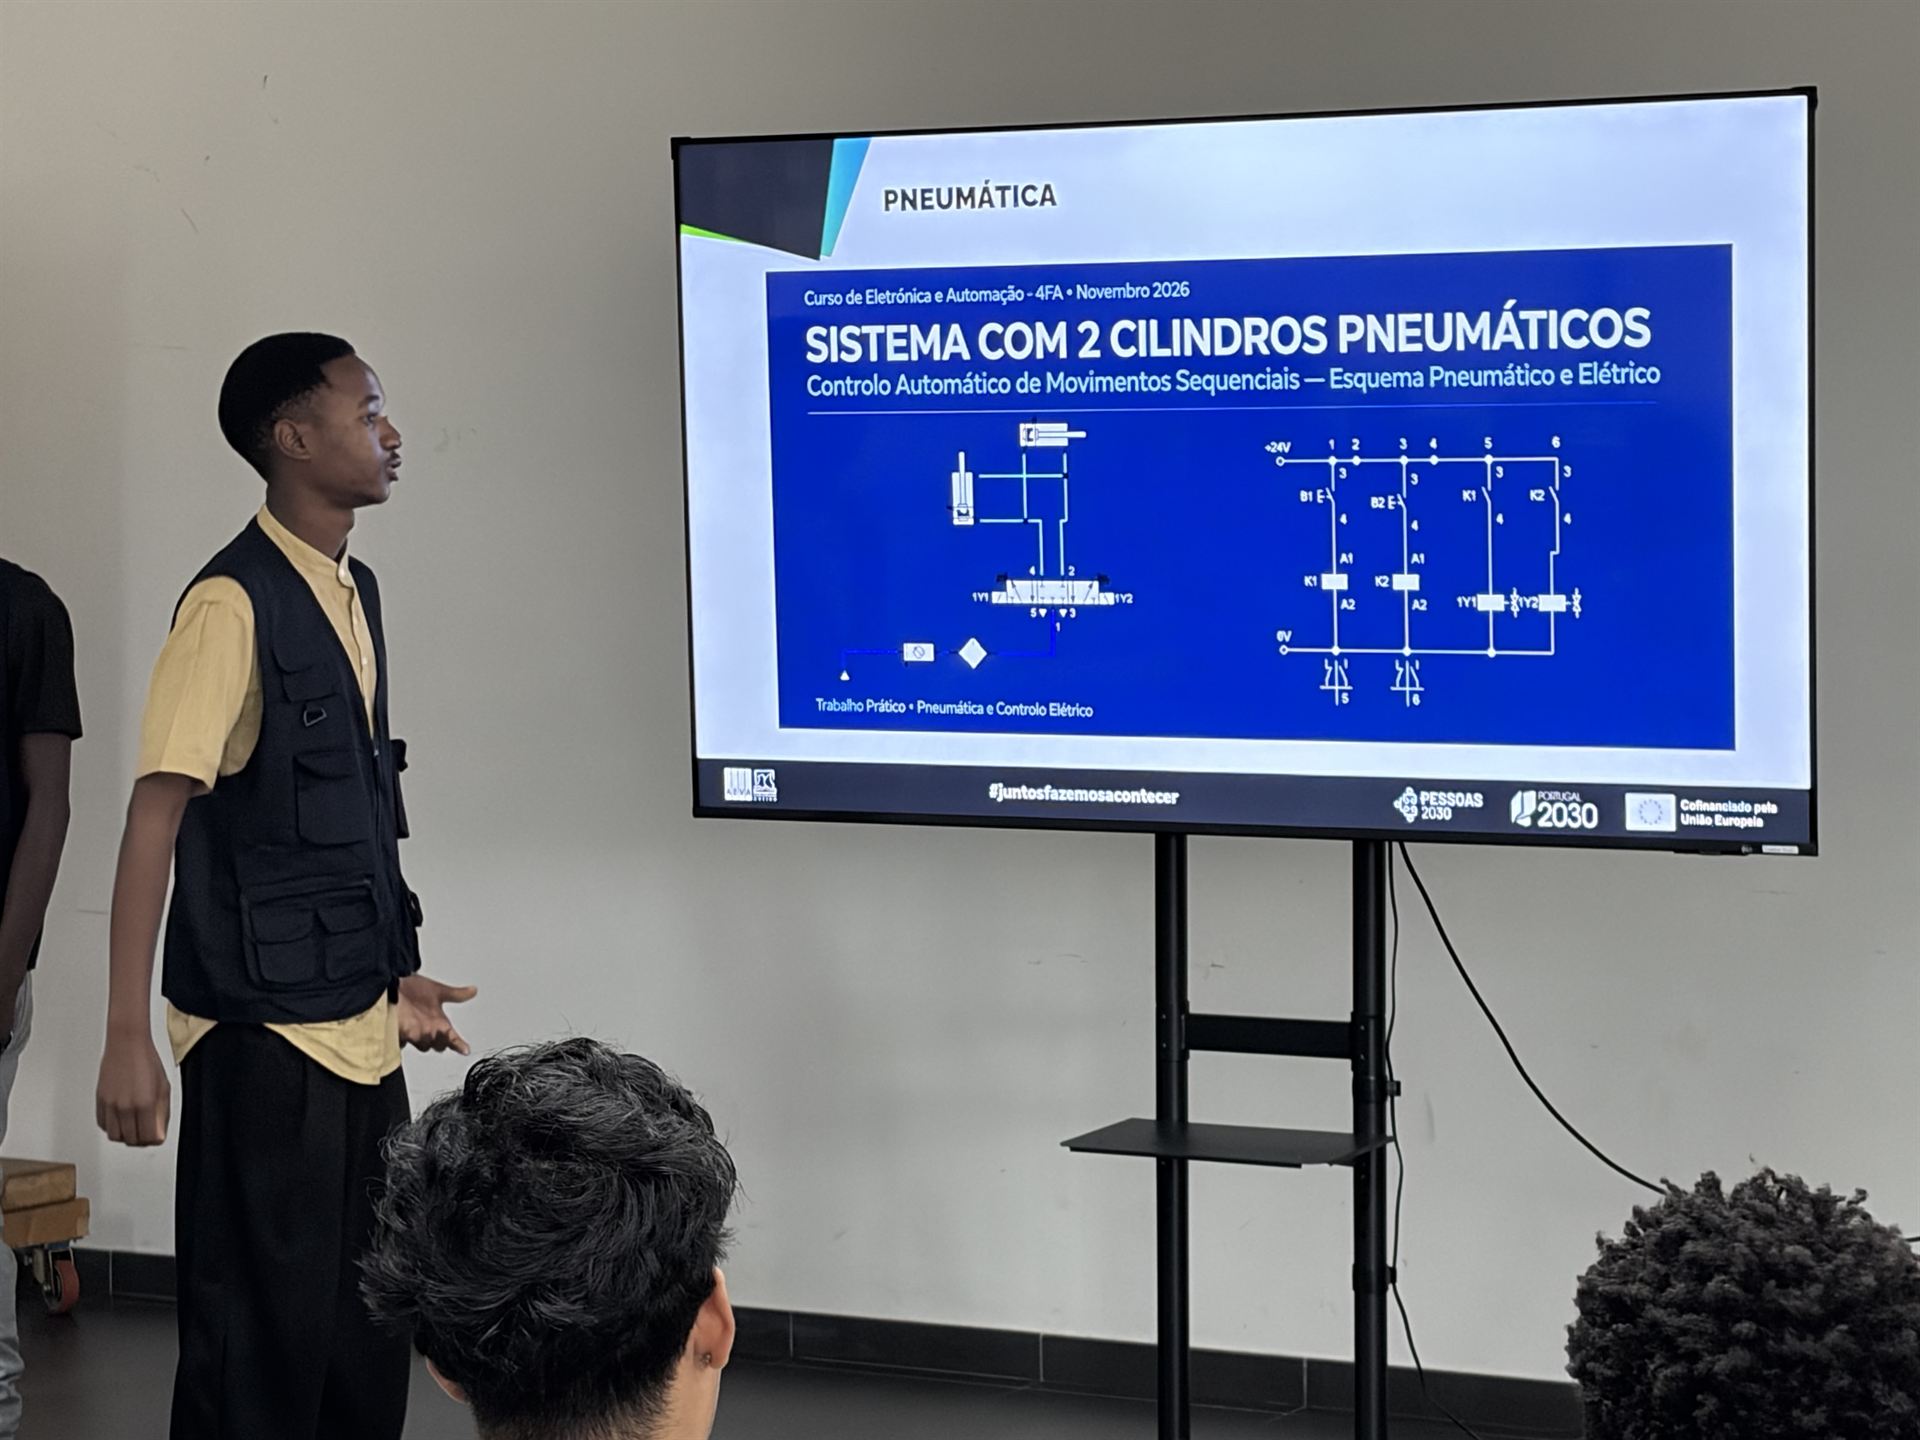 PNEUMÁTICA
Curso de Eletrónica e Automação - 4FA • Novembro 2026
SISTEMA COM 2 CILINDROS PNEUMÁTICOS
Controlo Automático de Movimentos Sequenciais — Esquema Pneumático e Elétrico
+24V 1 2 3 4 5 6
3 3 3 3
B1 B2 K1 K2
4 4 4 4
A1 A1
K1 K2
A2 A2
1Y1 1Y2
4 2
1Y1 1Y2
5 3
1
0V
5 6
Trabalho Prático • Pneumática e Controlo Elétrico
#juntosfazemosacontecer
PESSOAS
2030
PORTUGAL
2030
Cofinanciado pela
União Europeia